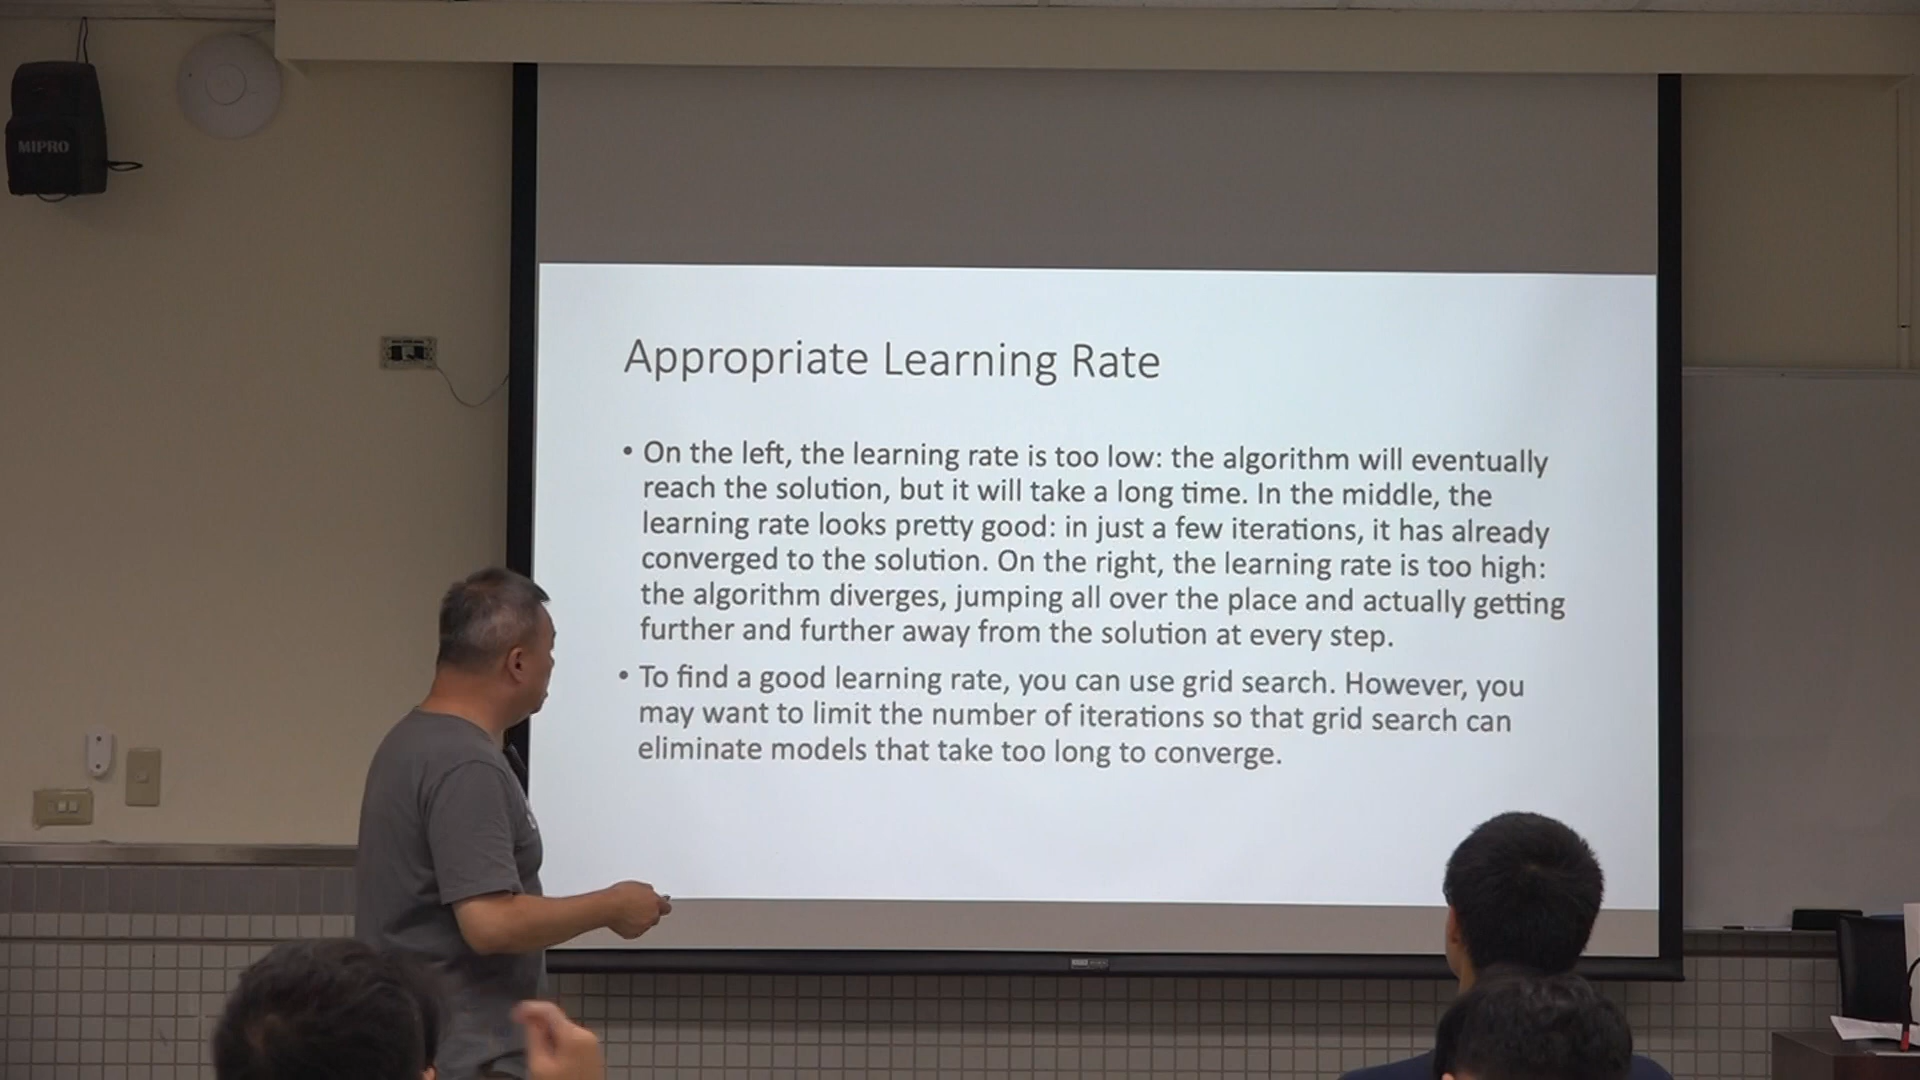 MIPRO
Appropriate Learning Rate
• On the left, the learning rate is too low: the algorithm will eventually
reach the solution, but it will take a long time. In the middle, the
learning rate looks pretty good: in just a few iterations, it has already
converged to the solution. On the right, the learning rate is too high:
the algorithm diverges, jumping all over the place and actually getting
further and further away from the solution at every step.
• To find a good learning rate, you can use grid search. However, you
may want to limit the number of iterations so that grid search can
eliminate models that take too long to converge.